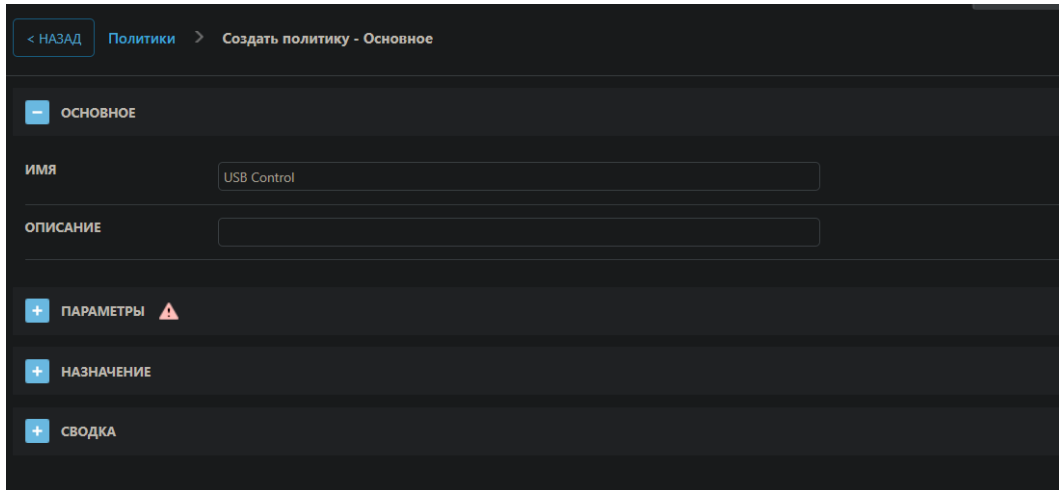 < НАЗАД Политики > Создать политику - Основное
ОСНОВНОЕ
ИМЯ USB Control
ОПИСАНИЕ
ПАРАМЕТРЫ
НАЗНАЧЕНИЕ
СВОДКА